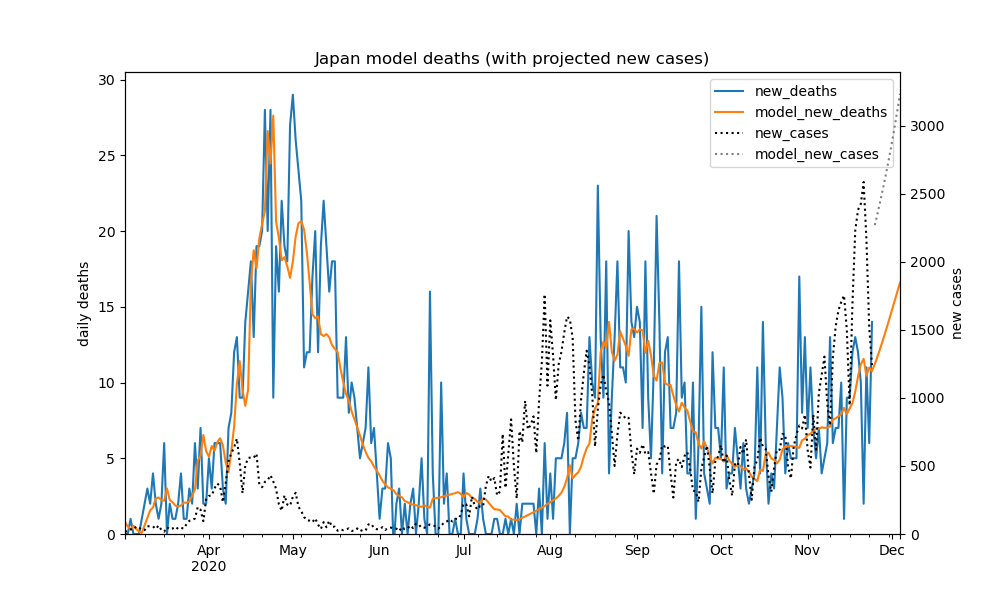 Japan model deaths (with projected new cases)
new_deaths
model_new_deaths
new_cases
model_new_cases
30
25
20
15
10
5
0
daily deaths
3000
2500
2000
1500
1000
500
0
new cases
Apr May Jun Jul Aug Sep Oct Nov Dec
2020